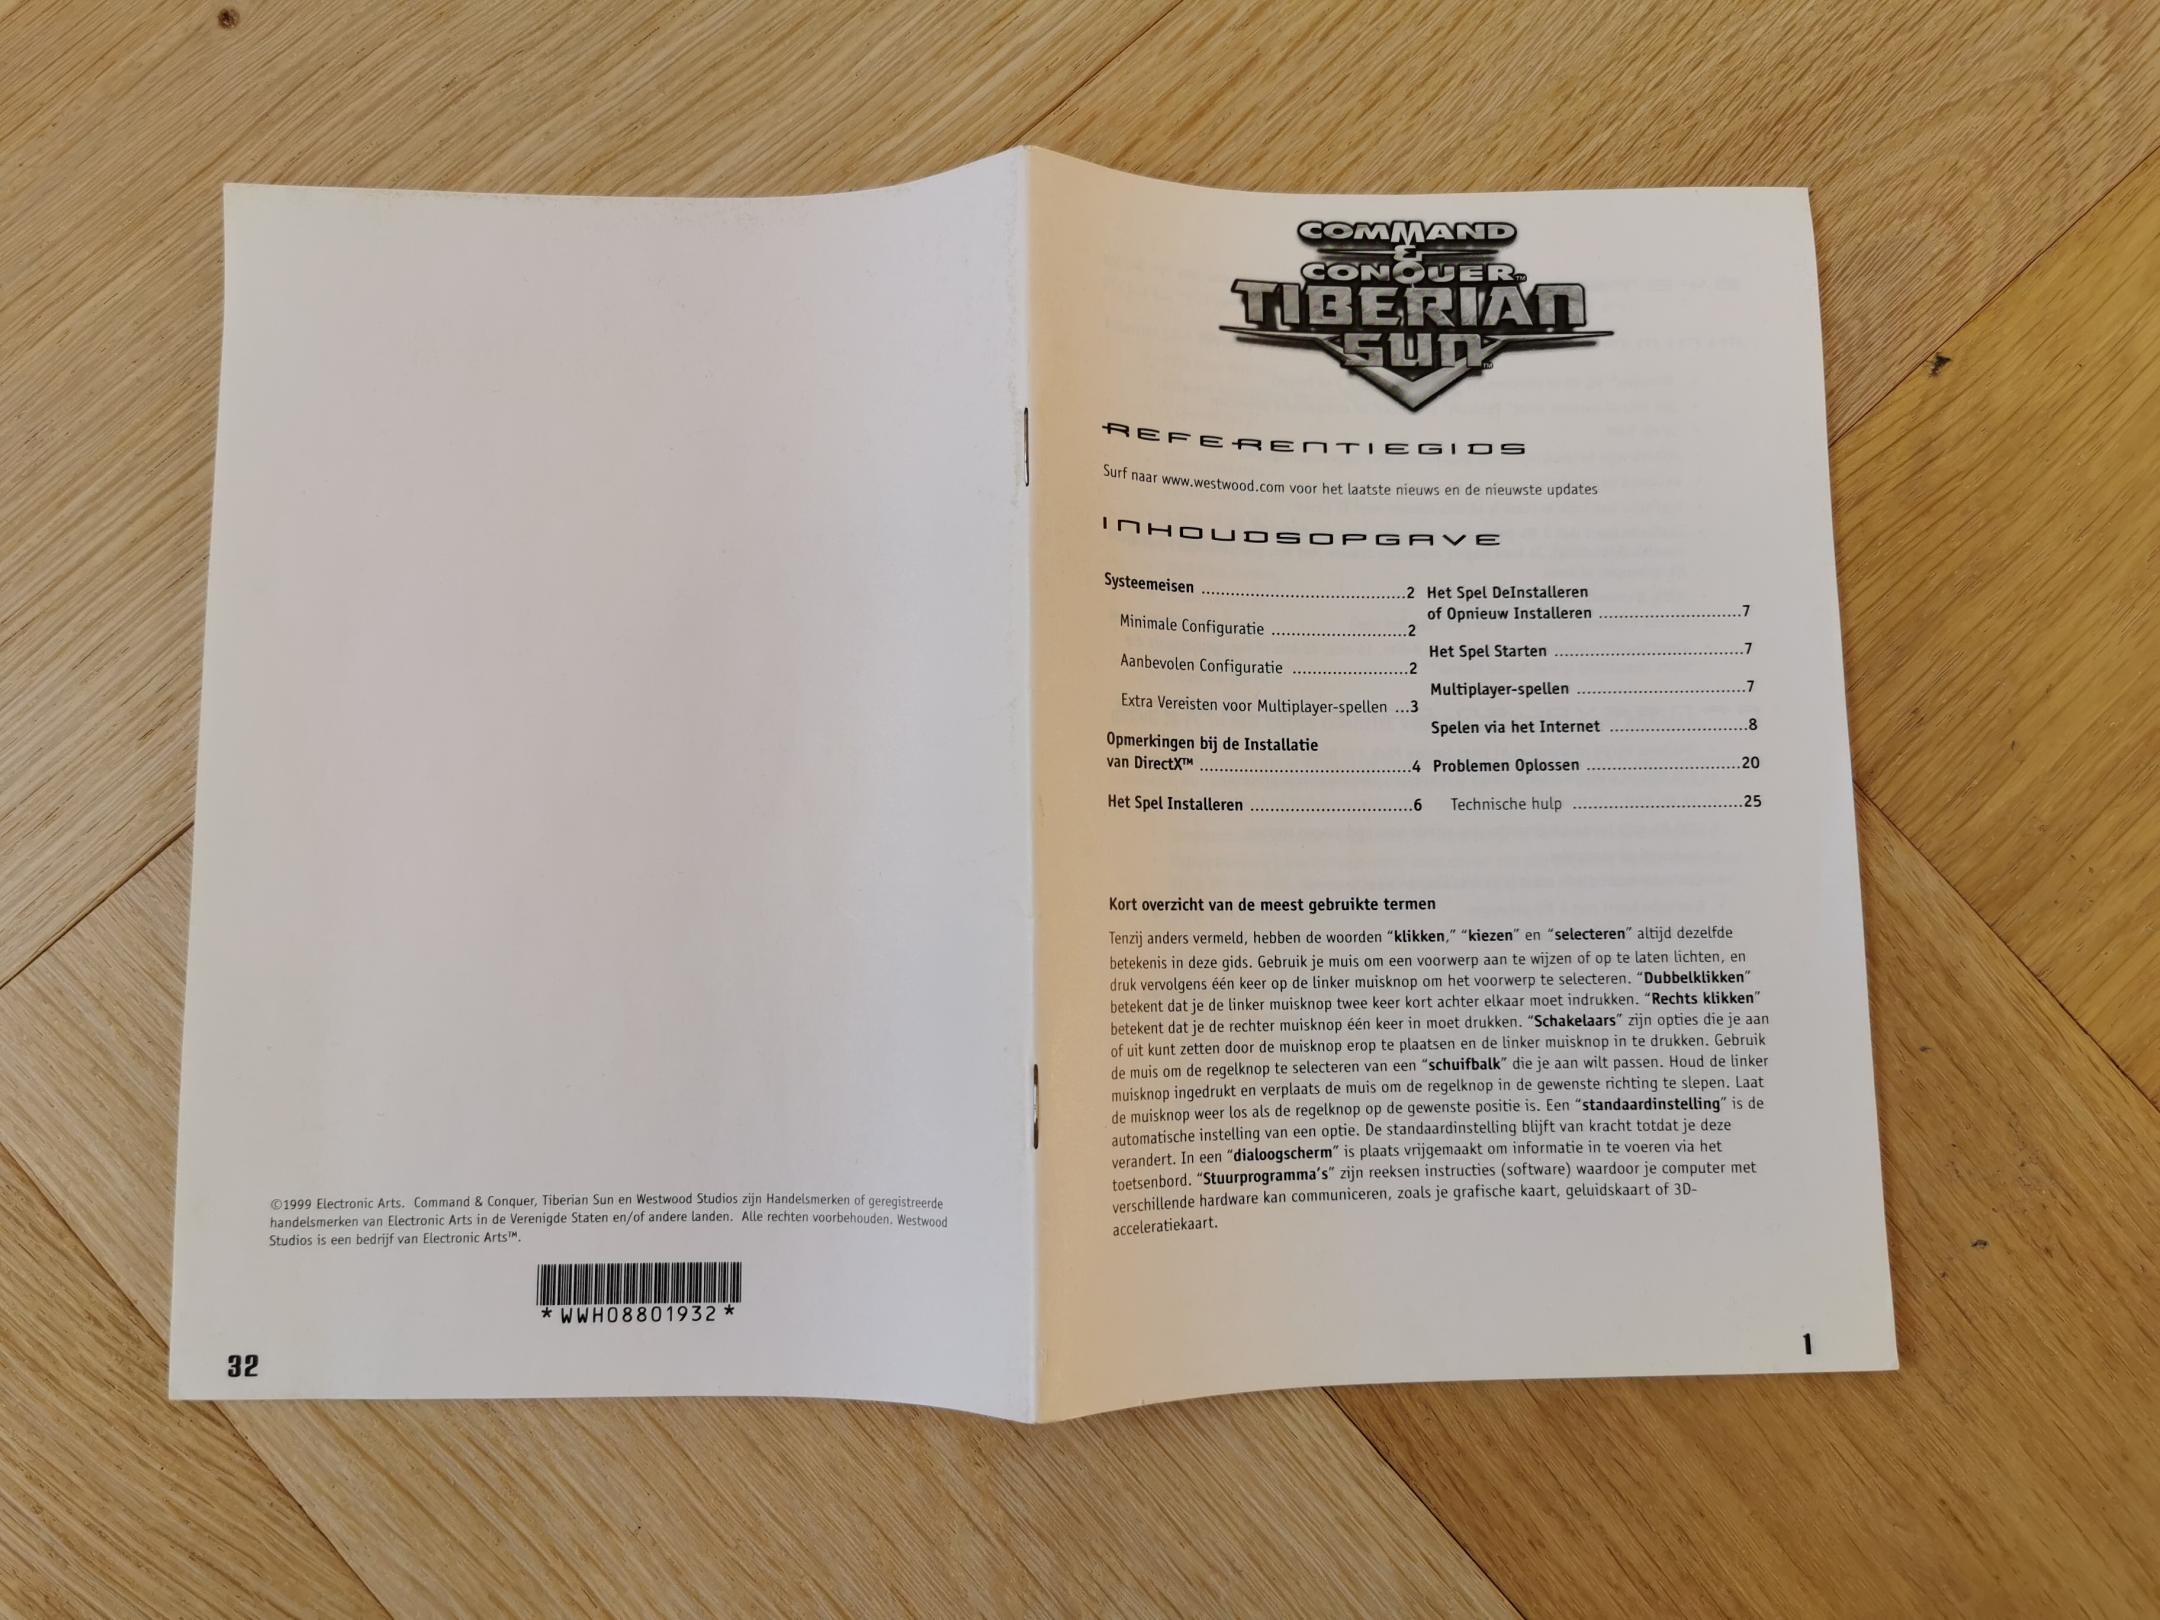 ©1999 Electronic Arts. Command & Conquer, Tiberian Sun en Westwood Studios zijn Handelsmerken of geregistreerde
handelsmerken van Electronic Arts in de Verenigde Staten en/of andere landen. Alle rechten voorbehouden. Westwood
Studios is een bedrijf van Electronic Arts™.
*WWH08801932*
32
COMMAND
&
CONQUER™
TIBERIAN
SUN™
REFERENTIEGIDS
Surf naar www.westwood.com voor het laatste nieuws en de nieuwste updates
INHOUDSOPGAVE
Systeemeisen ..........................................2
Minimale Configuratie ............................2
Aanbevolen Configuratie ........................2
Extra Vereisten voor Multiplayer-spellen ...3
Opmerkingen bij de Installatie
van DirectX™ ...........................................4
Het Spel Installeren .................................6
Het Spel DeInstalleren
of Opnieuw Installeren .............................7
Het Spel Starten .......................................7
Multiplayer-spellen ...................................7
Spelen via het Internet ............................8
Problemen Oplossen ................................20
Technische hulp ...................................25
Kort overzicht van de meest gebruikte termen
Tenzij anders vermeld, hebben de woorden “klikken,” “kiezen” en “selecteren” altijd dezelfde
betekenis in deze gids. Gebruik je muis om een voorwerp aan te wijzen of op te laten lichten, en
druk vervolgens één keer op de linker muisknop om het voorwerp te selecteren. “Dubbelklikken”
betekent dat je de linker muisknop twee keer kort achter elkaar moet indrukken. “Rechts klikken”
betekent dat je de rechter muisknop één keer in moet drukken. “Schakelaars” zijn opties die je aan
of uit kunt zetten door de muisknop erop te plaatsen en de linker muisknop in te drukken. Gebruik
de muis om de regelknop te selecteren van een “schuifbalk” die je aan wilt passen. Houd de linker
muisknop ingedrukt en verplaats de muis om de regelknop in de gewenste richting te slepen. Laat
de muisknop weer los als de regelknop op de gewenste positie is. Een “standaardinstelling” is de
automatische instelling van een optie. De standaardinstelling blijft van kracht totdat je deze
verandert. In een “dialoogscherm” is plaats vrijgemaakt om informatie in te voeren via het
toetsenbord. “Stuurprogramma’s” zijn reeksen instructies (software) waardoor je computer met
verschillende hardware kan communiceren, zoals je grafische kaart, geluidskaart of 3D-
acceleratiekaart.
1